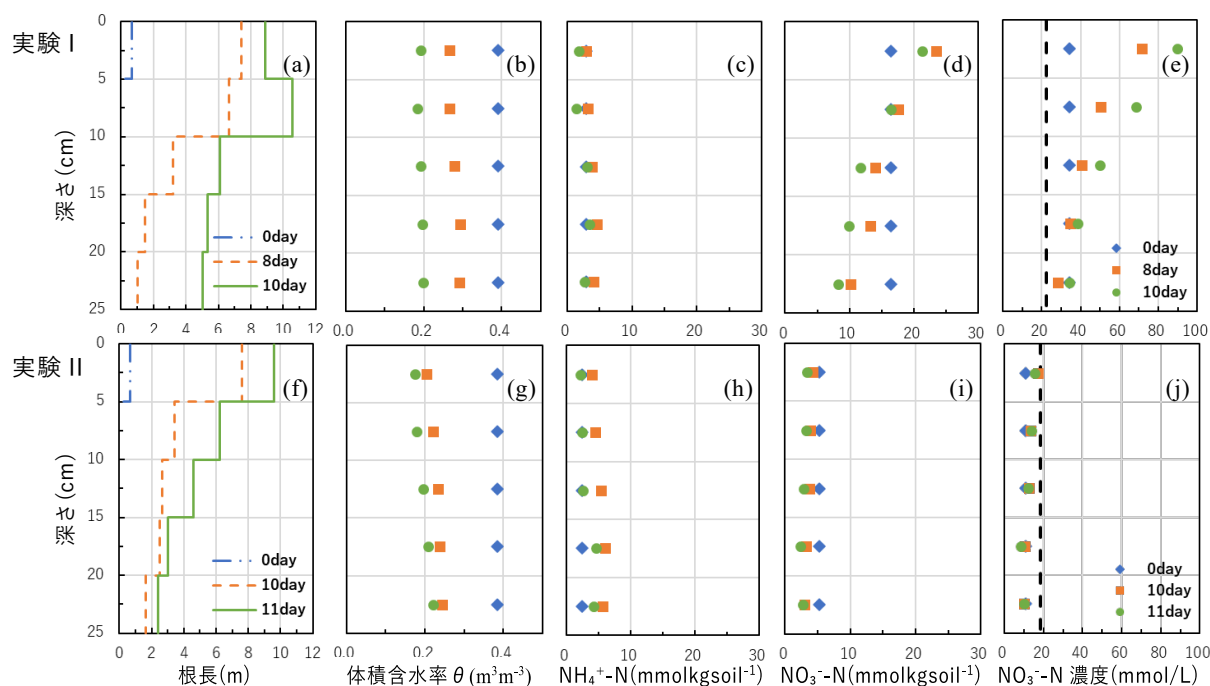 実験 I
深さ(cm)
0
5
10
15
20
25
(a)
0day
8day
10day
0 2 4 6 8 10 12
(b)
0.0 0.2 0.4
(c)
0 10 20 30
(d)
0 10 20 30
(e)
0day
8day
10day
0 20 40 60 80 100
実験 II
深さ(cm)
0
5
10
15
20
25
(f)
0day
10day
11day
0 2 4 6 8 10 12
根長(m)
(g)
0.0 0.2 0.4
体積含水率 θ (m³m⁻³)
(h)
0 10 20 30
NH₄⁺-N(mmolkgsoil⁻¹)
(i)
0 10 20 30
NO₃⁻-N(mmolkgsoil⁻¹)
(j)
0day
10day
11day
0 20 40 60 80 100
NO₃⁻-N 濃度(mmol/L)